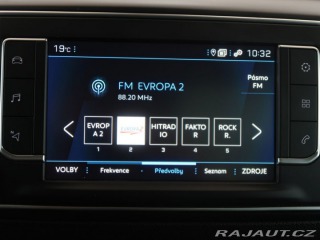 19°c
10:32
FM EVROPA 2
88.20 MHz
Pásmo
FM
EVROP
A 2
HITRAD
IO
FAKTO
R
ROCK
R.
1 2 3 4 5
VOLBY Frekvence Předvolby Seznam ZDROJE
RAJAUT.CZ